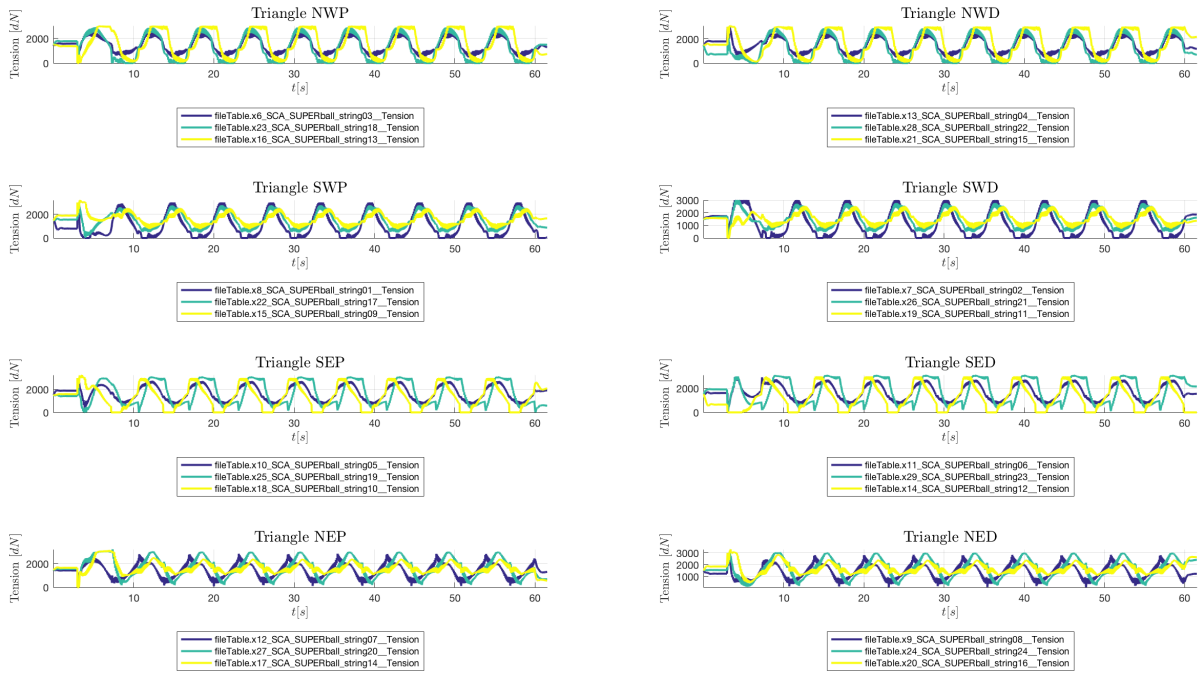 Triangle NWP
Tension [dN]
2000
0
10 20 30 40 50 60
t[s]
fileTable.x6_SCA_SUPERball_string03__Tension
fileTable.x23_SCA_SUPERball_string18__Tension
fileTable.x16_SCA_SUPERball_string13__Tension
Triangle NWD
Tension [dN]
2000
0
10 20 30 40 50 60
t[s]
fileTable.x13_SCA_SUPERball_string04__Tension
fileTable.x28_SCA_SUPERball_string22__Tension
fileTable.x21_SCA_SUPERball_string15__Tension
Triangle SWP
Tension [dN]
2000
0
10 20 30 40 50 60
t[s]
fileTable.x8_SCA_SUPERball_string01__Tension
fileTable.x22_SCA_SUPERball_string17__Tension
fileTable.x15_SCA_SUPERball_string09__Tension
Triangle SWD
Tension [dN]
3000
2000
1000
0
10 20 30 40 50 60
t[s]
fileTable.x7_SCA_SUPERball_string02__Tension
fileTable.x26_SCA_SUPERball_string21__Tension
fileTable.x19_SCA_SUPERball_string11__Tension
Triangle SEP
Tension [dN]
2000
0
10 20 30 40 50 60
t[s]
fileTable.x10_SCA_SUPERball_string05__Tension
fileTable.x25_SCA_SUPERball_string19__Tension
fileTable.x18_SCA_SUPERball_string10__Tension
Triangle SED
Tension [dN]
2000
0
10 20 30 40 50 60
t[s]
fileTable.x11_SCA_SUPERball_string06__Tension
fileTable.x29_SCA_SUPERball_string23__Tension
fileTable.x14_SCA_SUPERball_string12__Tension
Triangle NEP
Tension [dN]
2000
0
10 20 30 40 50 60
t[s]
fileTable.x12_SCA_SUPERball_string07__Tension
fileTable.x27_SCA_SUPERball_string20__Tension
fileTable.x17_SCA_SUPERball_string14__Tension
Triangle NED
Tension [dN]
3000
2000
1000
10 20 30 40 50 60
t[s]
fileTable.x9_SCA_SUPERball_string08__Tension
fileTable.x24_SCA_SUPERball_string24__Tension
fileTable.x20_SCA_SUPERball_string16__Tension